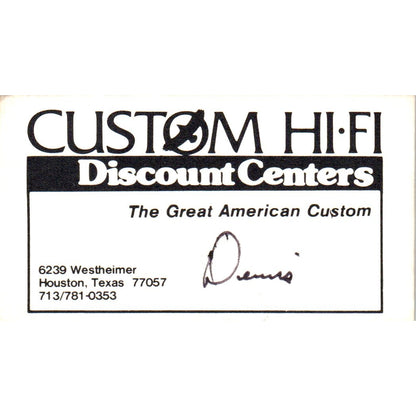 CUSTOM HI·FI
Discount Centers
The Great American Custom
Dennis
6239 Westheimer
Houston, Texas 77057
713/781-0353